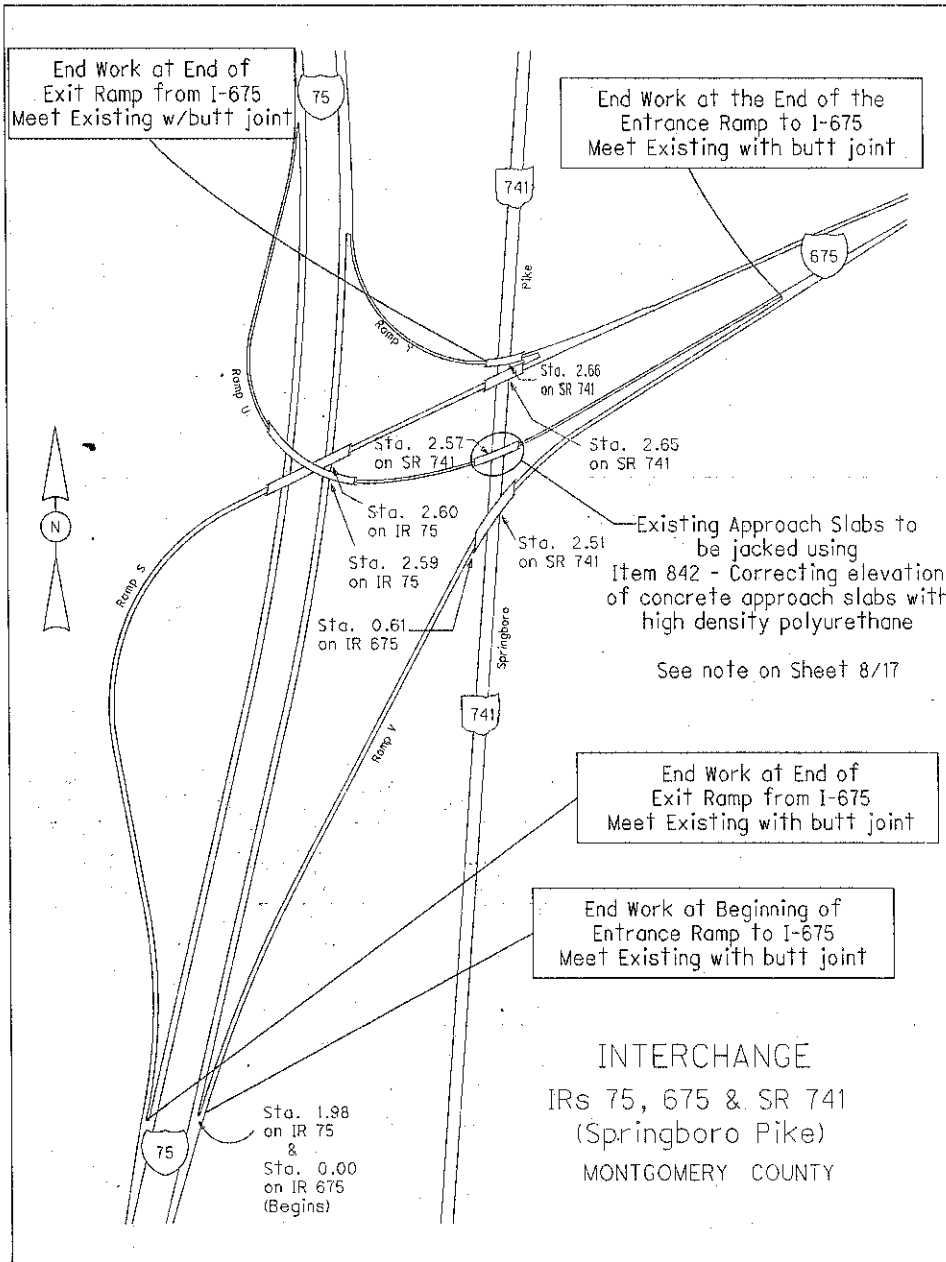 End Work at End of
Exit Ramp from I-675
Meet Existing w/butt joint
75
End Work at the End of the
Entrance Ramp to I-675
Meet Existing with butt joint
741
675
Pike
Ramp Y
Ramp U
Sta. 2.66
on SR 741
Sta. 2.57
on SR 741
Sta. 2.65
on SR 741
N
Sta. 2.60
on IR 75
Sta. 2.59
on IR 75
Sta. 2.51
on SR 741
Ramp S
Existing Approach Slabs to
be jacked using
Item 842 - Correcting elevation
of concrete approach slabs with
high density polyurethane
Sta. 0.61
on IR 675
Springboro
See note on Sheet 8/17
741
Ramp V
End Work at End of
Exit Ramp from I-675
Meet Existing with butt joint
End Work at Beginning of
Entrance Ramp to I-675
Meet Existing with butt joint
INTERCHANGE
IRs 75, 675 & SR 741
(Springboro Pike)
MONTGOMERY COUNTY
75
Sta. 1.98
on IR 75
&
Sta. 0.00
on IR 675
(Begins)